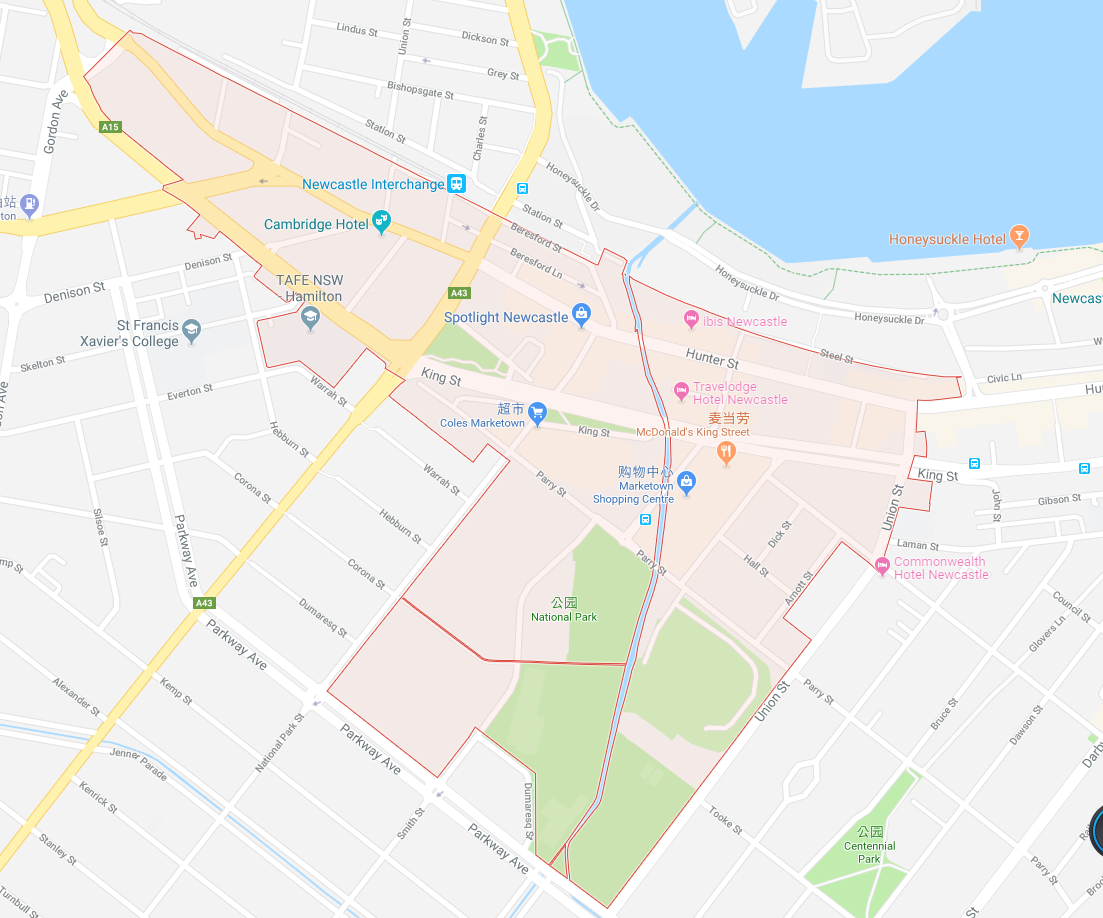 Lindus St
Union St
Dickson St
Grey St
Bishopsgate St
Gordon Ave
A15
Station St
Charles St
Newcastle Interchange
Honeysuckle Dr
站
ton
Station St
Cambridge Hotel
Beresford St
Honeysuckle Hotel
Beresford Ln
Denison St
TAFE NSW
Hamilton
Honeysuckle Dr
Denison St
A43
Newcast
St Francis
Xavier's College
Spotlight Newcastle
ibis Newcastle
Honeysuckle Dr
Skelton St
Hunter St
Steel St
King St
Civic Ln
Hu
Everton St
Warrah St
Travelodge
Hotel Newcastle
超市
Coles Marketown
麦当劳
McDonald's King Street
King St
Hebburn St
Corona St
Warrah St
Parry St
购物中心
Marketown
Shopping Centre
King St
Union St
John St
Gibson St
Silsoe St
Parkway Ave
Hebburn St
Dick St
Hall St
Laman St
Corona St
Parry St
Arnott St
Commonwealth
Hotel Newcastle
mp St
A43
Dumaresq St
公园
National Park
Council St
Glovers Ln
Parkway Ave
Alexander St
Kemp St
Union St
Parry St
Bruce St
Dawson St
National Park St
Parkway Ave
Jenner Parade
Darb
Kenrick St
Smith St
Dumaresq St
Tooke St
公园
Centennial
Park
Stanley St
Parkway Ave
Parry St
Turnbull St
St